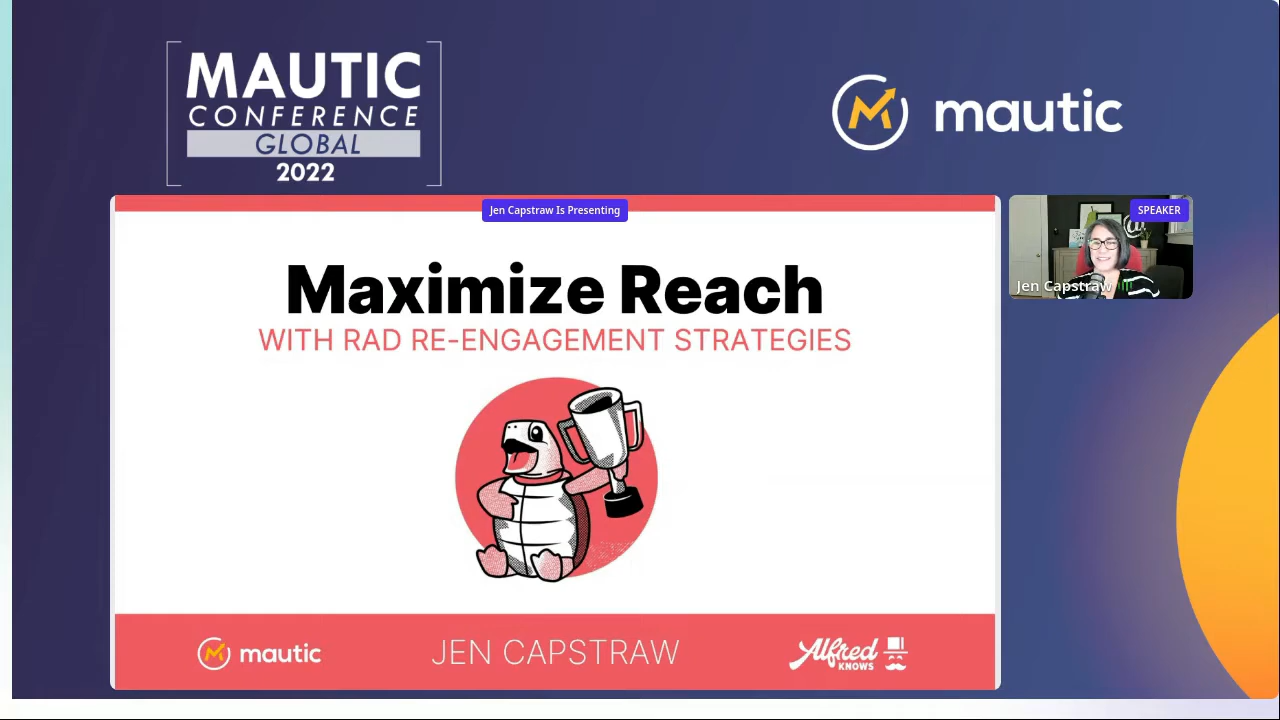 MAUTIC
CONFERENCE
GLOBAL
2022
mautic
Jen Capstraw Is Presenting
SPEAKER
@
Jen Capstraw
Maximize Reach
WITH RAD RE-ENGAGEMENT STRATEGIES
mautic
JEN CAPSTRAW
Alfred
KNOWS